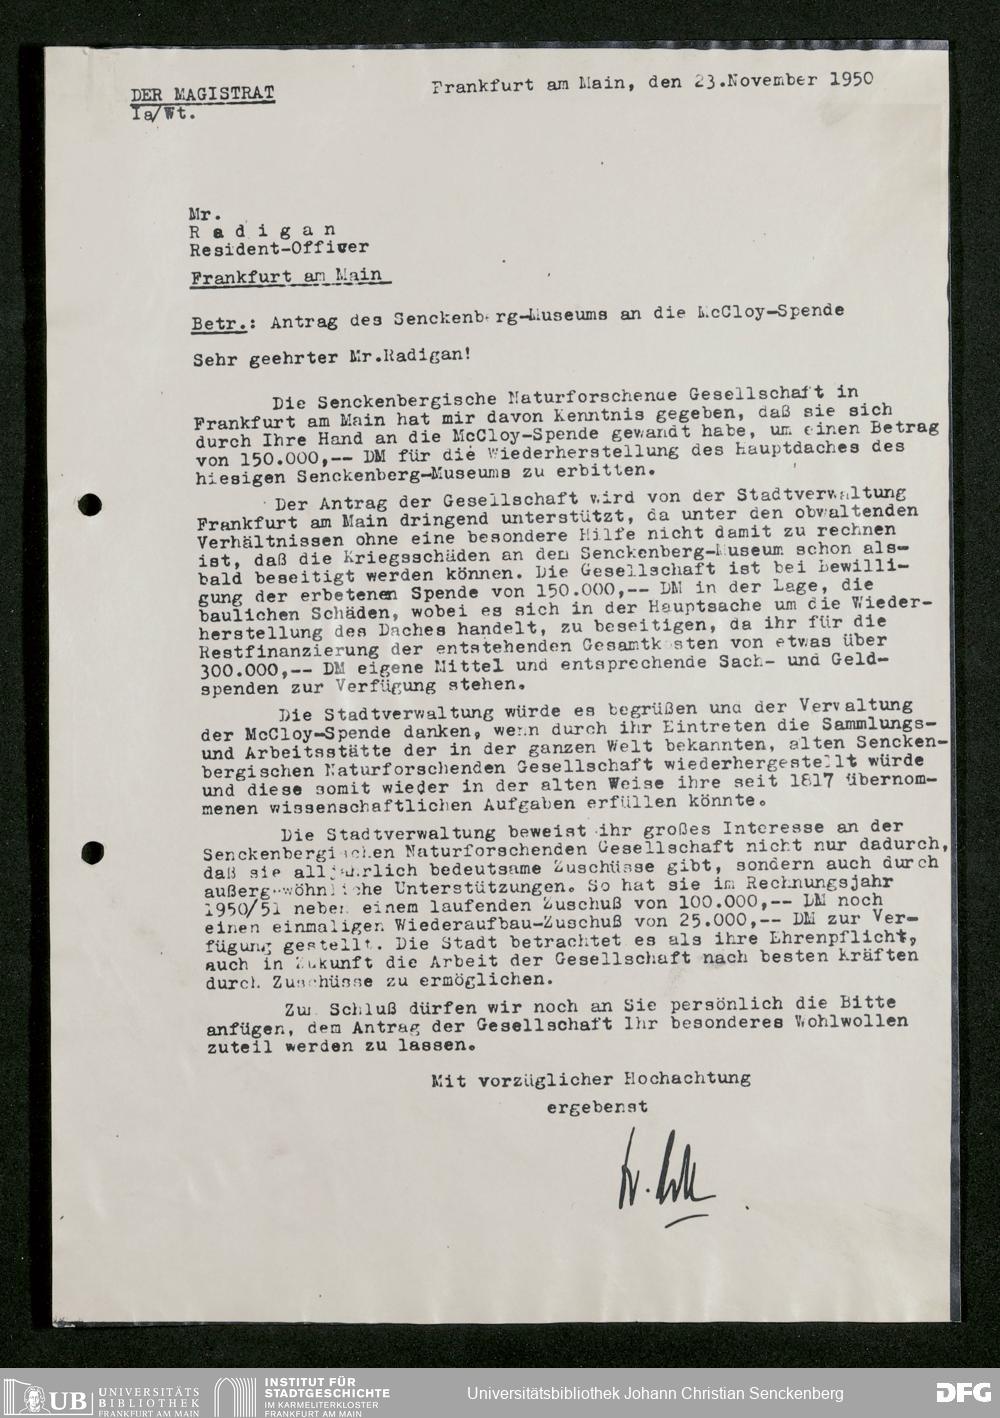 DER MAGISTRAT
Ia/Wt.
Frankfurt am Main, den 23.November 1950
Mr.
R a d i g a n
Resident-Officer
Frankfurt am Main
Betr.: Antrag des Senckenberg-Museums an die McCloy-Spende
Sehr geehrter Mr.Radigan!
Die Senckenbergische Naturforschende Gesellschaft in
Frankfurt am Main hat mir davon Kenntnis gegeben, daß sie sich
durch Ihre Hand an die McCloy-Spende gewandt habe, um einen Betrag
von 150.000,-- DM für die Wiederherstellung des Hauptdaches des
hiesigen Senckenberg-Museums zu erbitten.
Der Antrag der Gesellschaft wird von der Stadtverwaltung
Frankfurt am Main dringend unterstützt, da unter den obwaltenden
Verhältnissen ohne eine besondere Hilfe nicht damit zu rechnen
ist, daß die Kriegsschäden an dem Senckenberg-Museum schon als-
bald beseitigt werden können. Die Gesellschaft ist bei Bewilli-
gung der erbetenen Spende von 150.000,-- DM in der Lage, die
baulichen Schäden, wobei es sich in der Hauptsache um die Wieder-
herstellung des Daches handelt, zu beseitigen, da ihr für die
Restfinanzierung der entstehenden Gesamtkosten von etwas über
300.000,-- DM eigene Mittel und entsprechende Sach- und Geld-
spenden zur Verfügung stehen.
Die Stadtverwaltung würde es begrüßen und der Verwaltung
der McCloy-Spende danken, wenn durch ihr Eintreten die Sammlungs-
und Arbeitsstätte der in der ganzen Welt bekannten, alten Sencken-
bergischen Naturforschenden Gesellschaft wiederhergestellt würde
und diese somit wieder in der alten Weise ihre seit 1817 übernom-
menen wissenschaftlichen Aufgaben erfüllen könnte.
Die Stadtverwaltung beweist ihr großes Interesse an der
Senckenbergischen Naturforschenden Gesellschaft nicht nur dadurch,
daß sie alljährlich bedeutsame Zuschüsse gibt, sondern auch durch
außergewöhnliche Unterstützungen. So hat sie im Rechnungsjahr
1950/51 neben einem laufenden Zuschuß von 100.000,-- DM noch
einen einmaligen Wiederaufbau-Zuschuß von 25.000,-- DM zur Ver-
fügung gestellt. Die Stadt betrachtet es als ihre Ehrenpflicht,
auch in Zukunft die Arbeit der Gesellschaft nach besten Kräften
durch Zuschüsse zu ermöglichen.
Zum Schluß dürfen wir noch an Sie persönlich die Bitte
anfügen, dem Antrag der Gesellschaft Ihr besonderes Wohlwollen
zuteil werden zu lassen.
Mit vorzüglicher Hochachtung
ergebenst
UB UNIVERSITÄTS
BIBLIOTHEK
FRANKFURT AM MAIN
INSTITUT FÜR
STADTGESCHICHTE
IM KARMELITERKLOSTER
FRANKFURT AM MAIN
Universitätsbibliothek Johann Christian Senckenberg
DFG